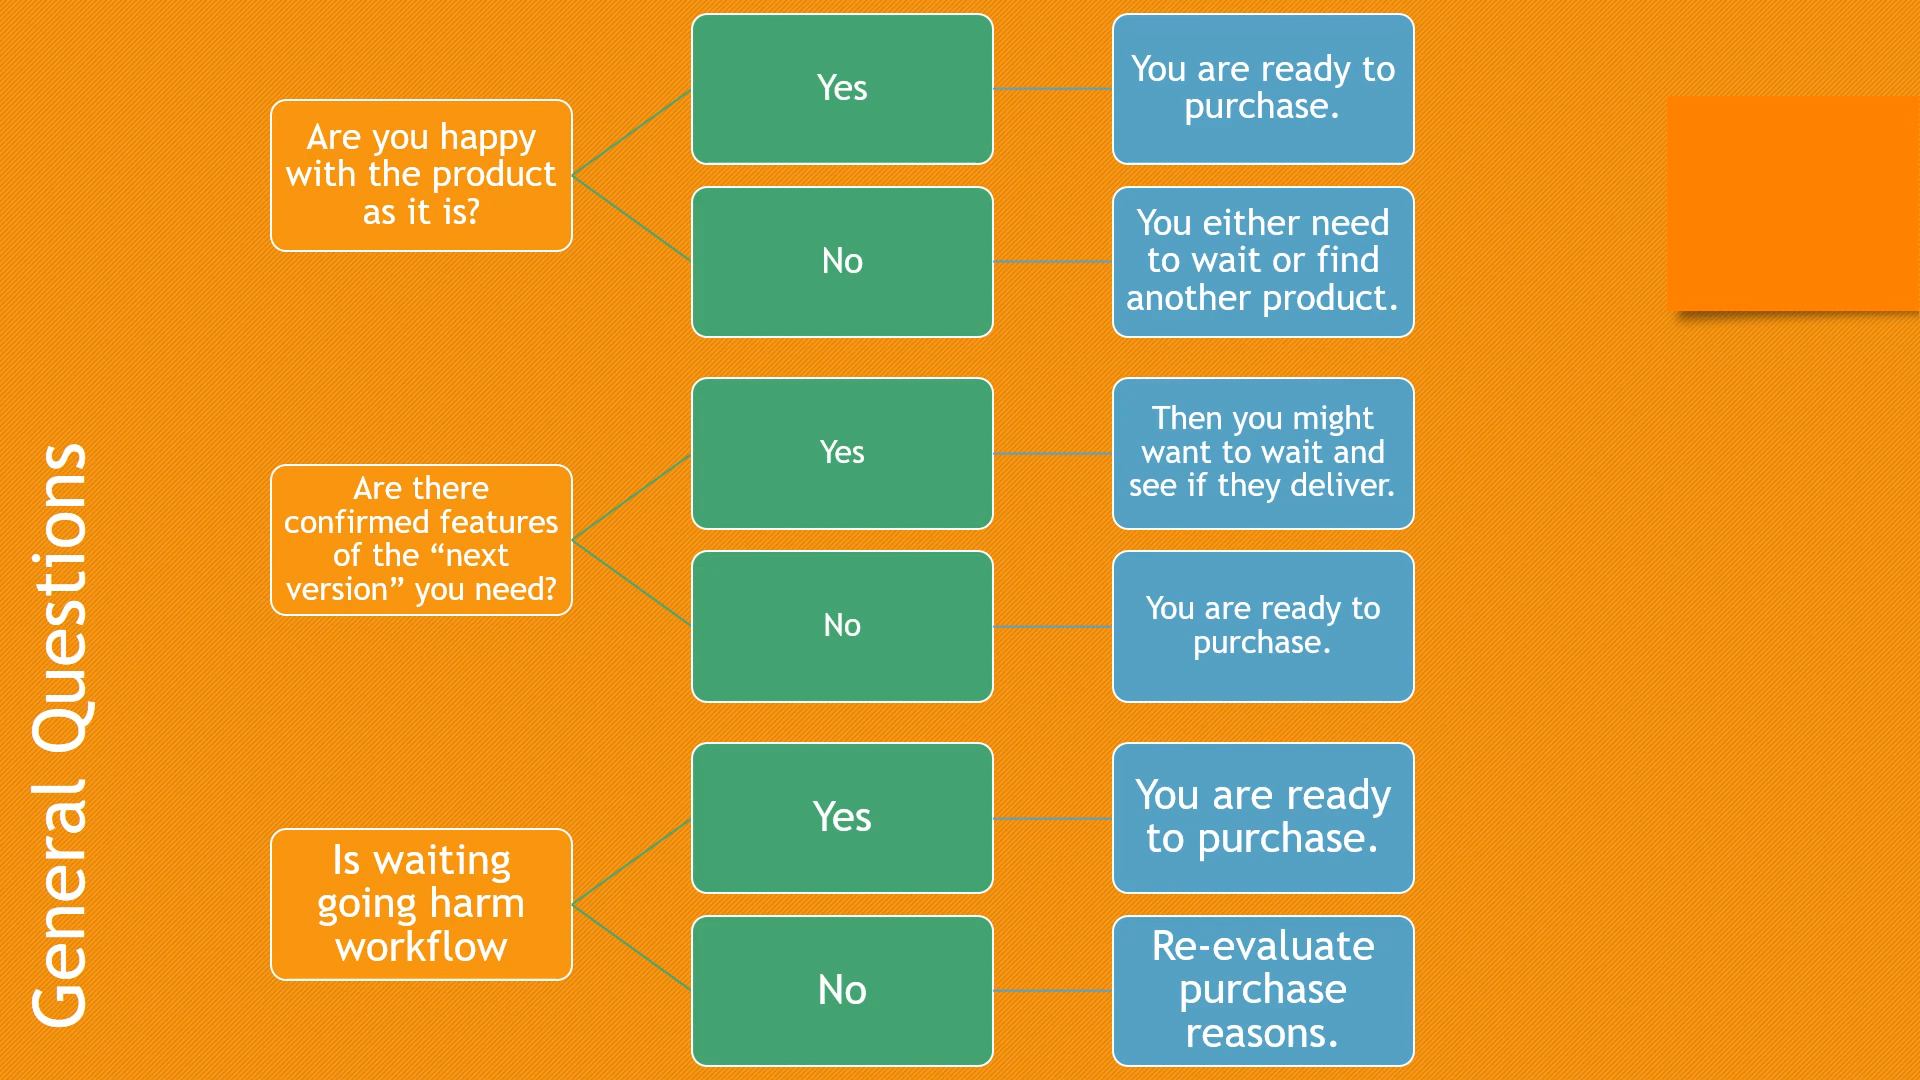 General Questions
Are you happy
with the product
as it is?
Yes
You are ready to
purchase.
No
You either need
to wait or find
another product.
Are there
confirmed features
of the “next
version” you need?
Yes
Then you might
want to wait and
see if they deliver.
No
You are ready to
purchase.
Is waiting
going harm
workflow
Yes
You are ready
to purchase.
No
Re-evaluate
purchase
reasons.